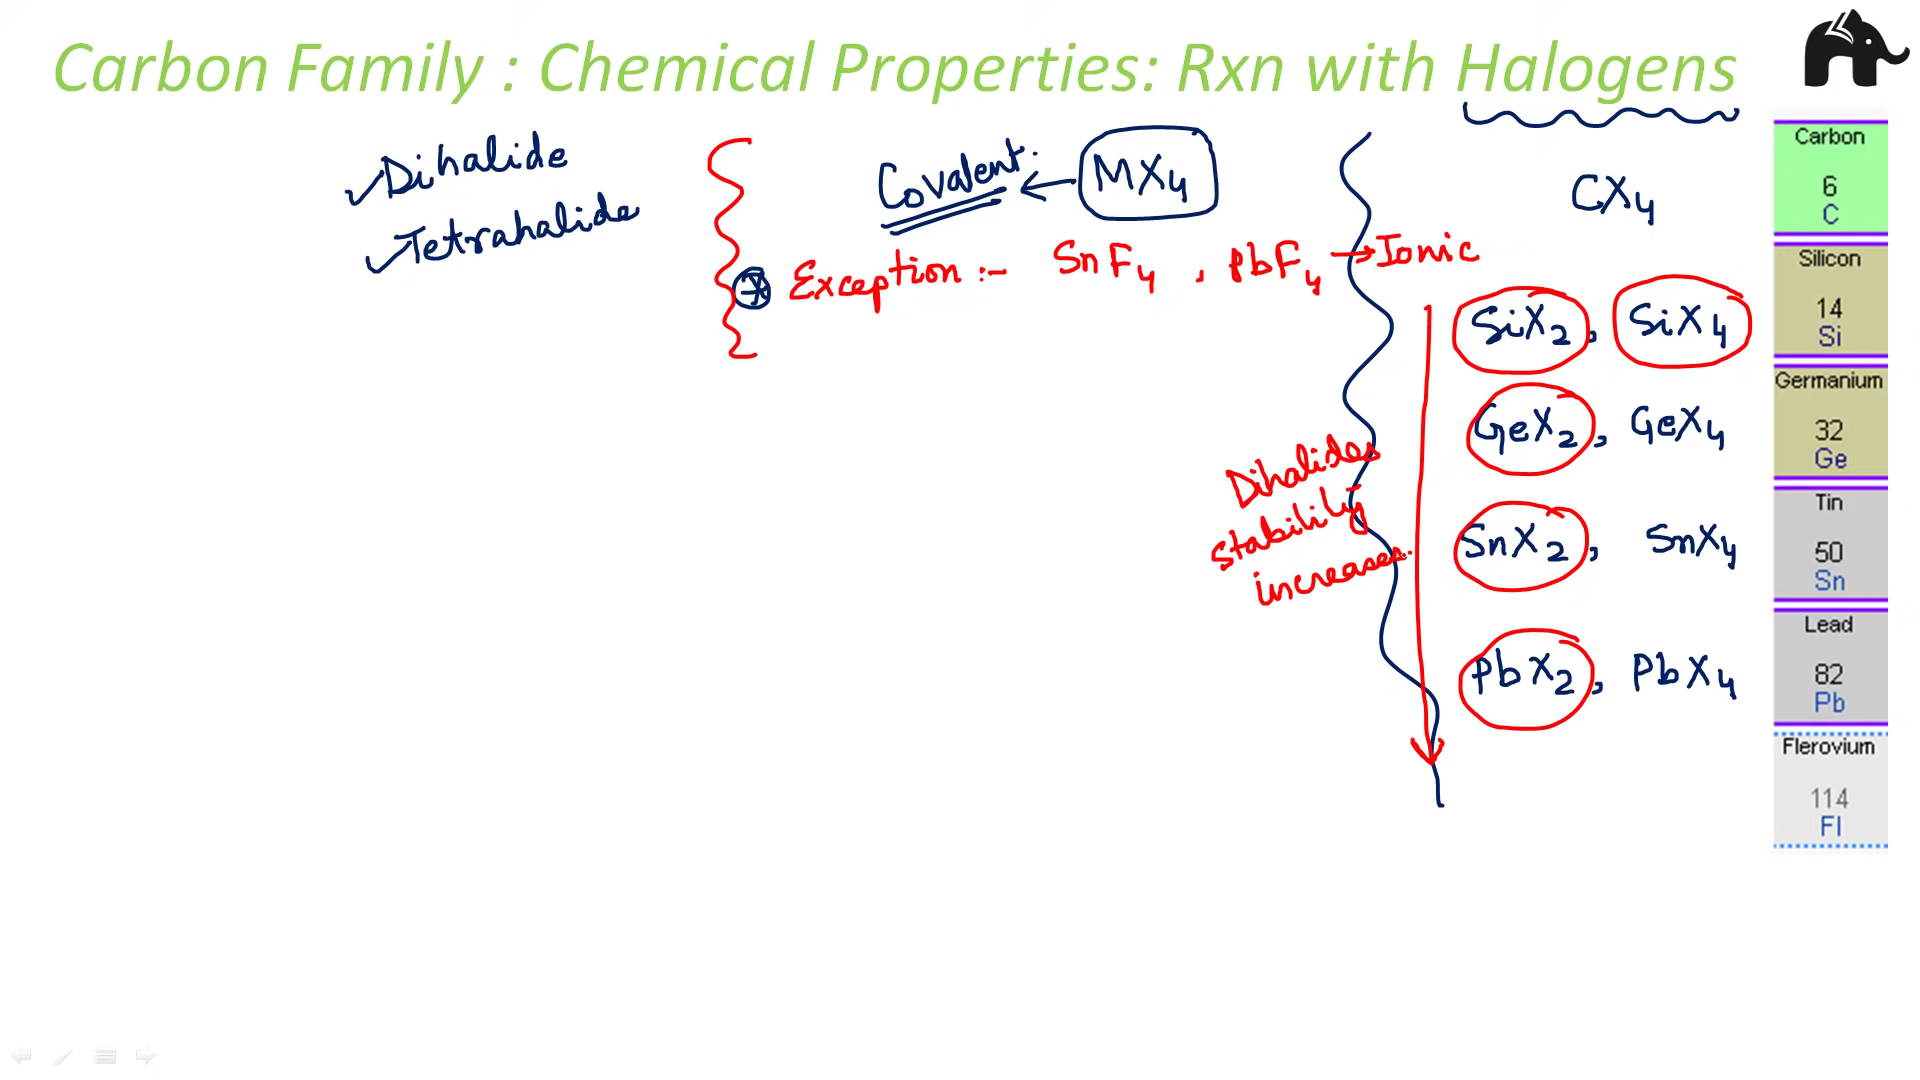 Carbon Family : Chemical Properties: Rxn with Halogens
Dihalide
Tetrahalide
Covalent.
MX4
Exception :- SnF4 , PbF4 → Ionic
CX4
SiX2, SiX4
GeX2, GeX4
SnX2, SnX4
PbX2, PbX4
Dihalides
stability
increases.
Carbon
6
C
Silicon
14
Si
Germanium
32
Ge
Tin
50
Sn
Lead
82
Pb
Flerovium
114
Fl